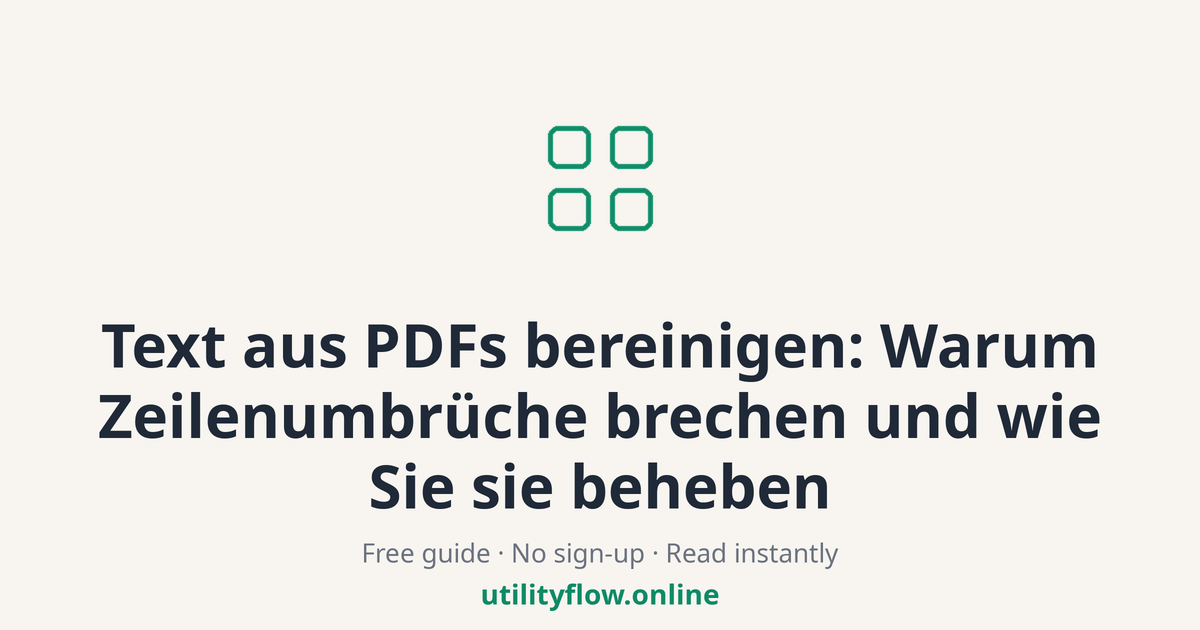 Text aus PDFs bereinigen: Warum
Zeilenumbrüche brechen und wie
Sie sie beheben
Free guide · No sign-up · Read instantly
utilityflow.online